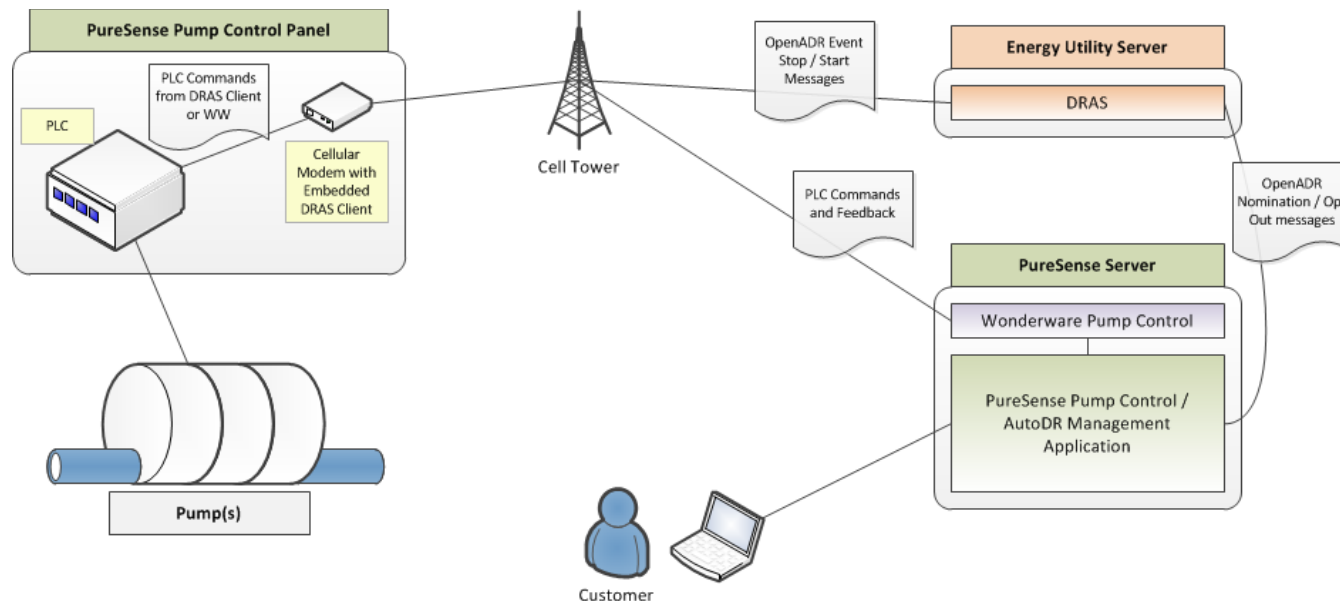 PureSense Pump Control Panel
PLC Commands
from DRAS Client
or WW
PLC
Cellular
Modem with
Embedded
DRAS Client
Cell Tower
OpenADR Event
Stop / Start
Messages
Energy Utility Server
DRAS
PLC Commands
and Feedback
OpenADR
Nomination / Op
Out messages
PureSense Server
Wonderware Pump Control
PureSense Pump Control /
AutoDR Management
Application
Pump(s)
Customer